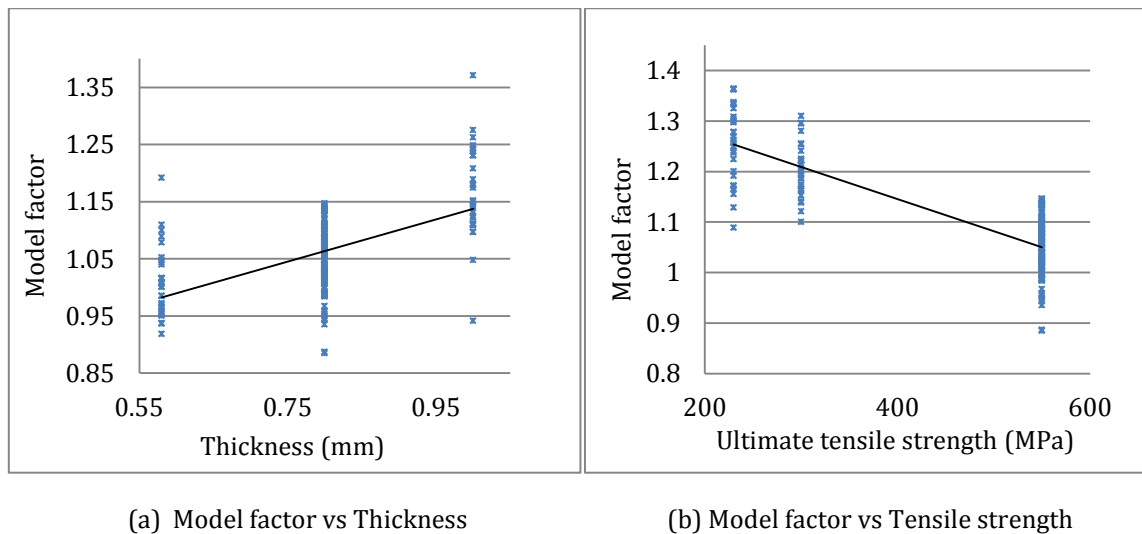 1.35
1.25
1.15
1.05
0.95
0.85
Model factor
0.55 0.75 0.95
Thickness (mm)
1.4
1.3
1.2
1.1
1
0.9
0.8
Model factor
200 400 600
Ultimate tensile strength (MPa)
(a) Model factor vs Thickness
(b) Model factor vs Tensile strength